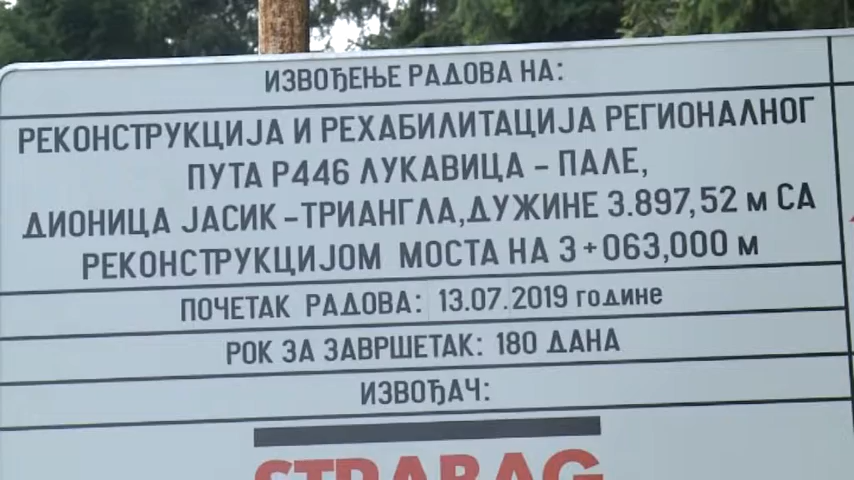 ИЗВОЂЕЊЕ РАДОВА НА:
РЕКОНСТРУКЦИЈА И РЕХАБИЛИТАЦИЈА РЕГИОНАЛНОГ
ПУТА Р446 ЛУКАВИЦА - ПАЛЕ,
ДИОНИЦА ЈАСИК -ТРИАНГЛА,ДУЖИНЕ 3.897,52 м СА
РЕКОНСТРУКЦИЈОМ МОСТА НА 3+063,000 м
ПОЧЕТАК РАДОВА: 13.07.2019 године
РОК ЗА ЗАВРШЕТАК: 180 ДАНА
ИЗВОЂАЧ:
STRABAG